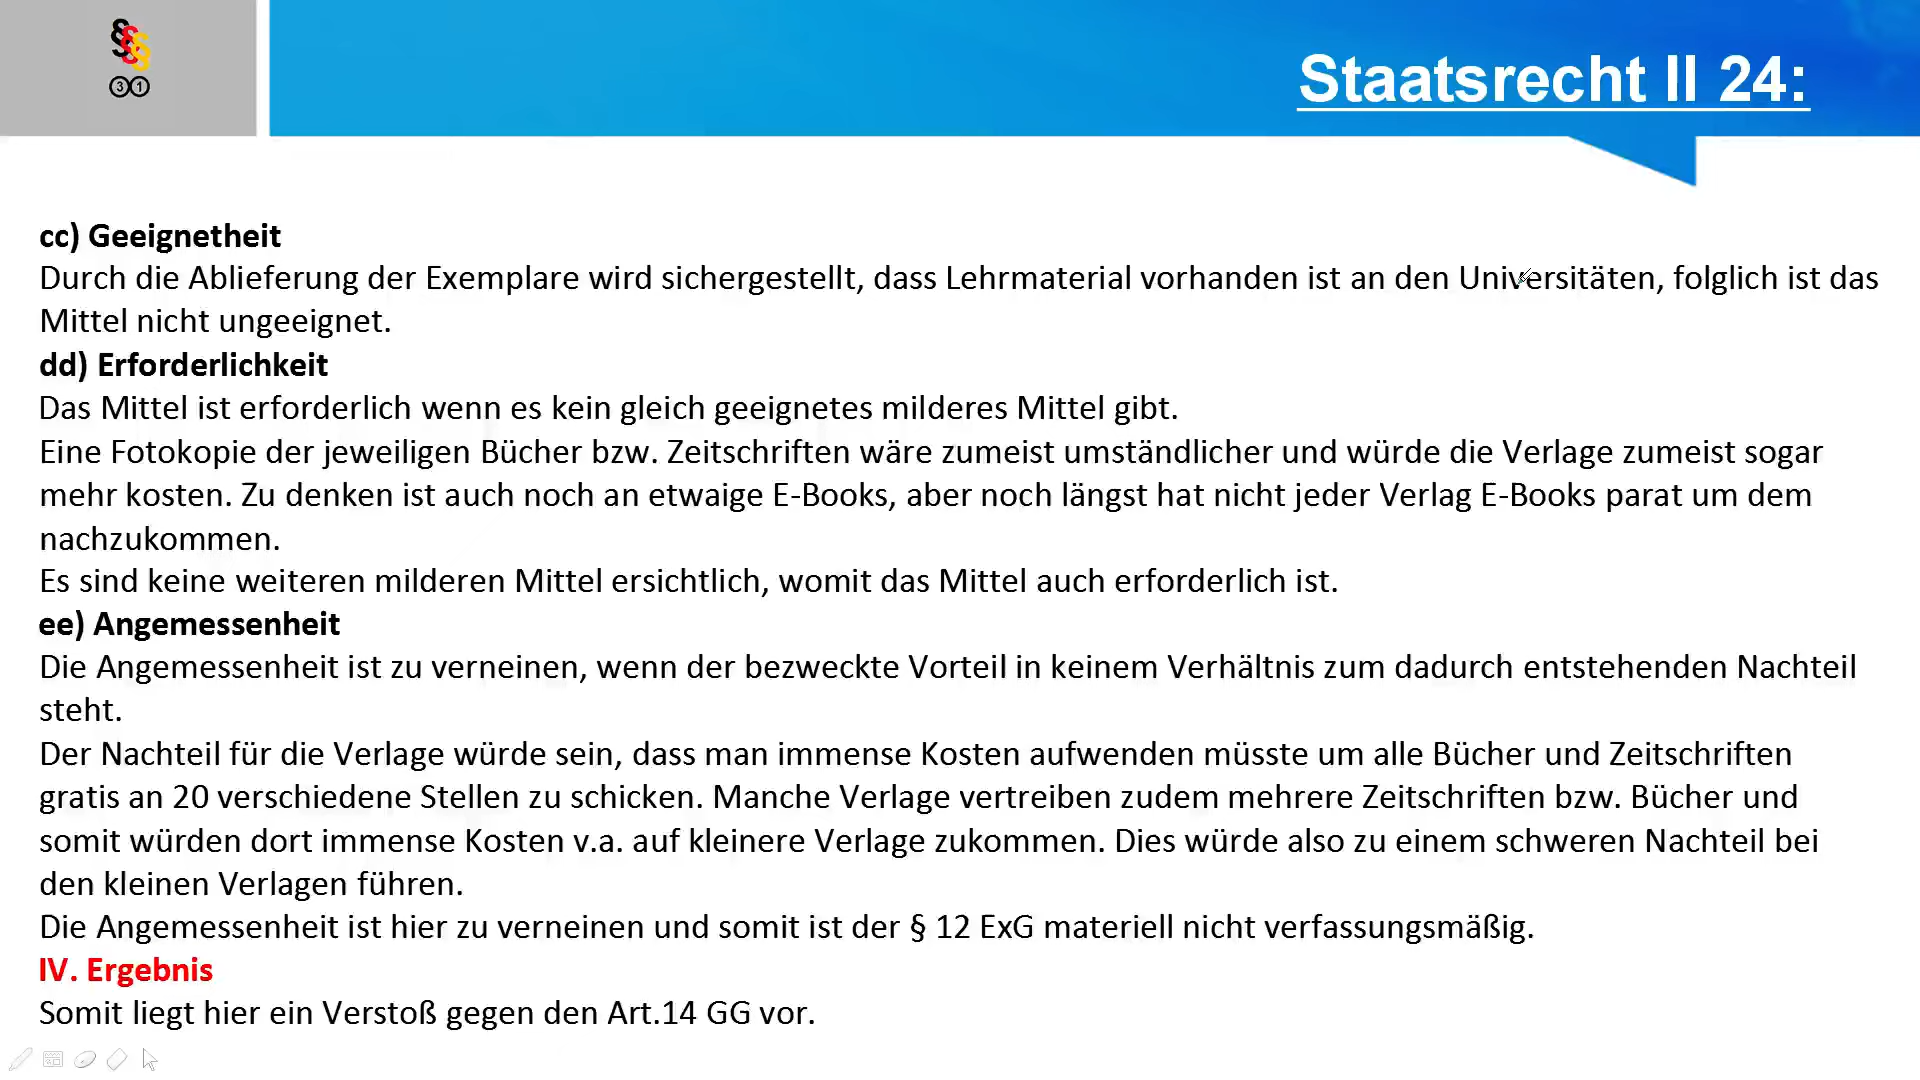 §§§
31
Staatsrecht II 24:
cc) Geeignetheit
Durch die Ablieferung der Exemplare wird sichergestellt, dass Lehrmaterial vorhanden ist an den Universitäten, folglich ist das
Mittel nicht ungeeignet.
dd) Erforderlichkeit
Das Mittel ist erforderlich wenn es kein gleich geeignetes milderes Mittel gibt.
Eine Fotokopie der jeweiligen Bücher bzw. Zeitschriften wäre zumeist umständlicher und würde die Verlage zumeist sogar
mehr kosten. Zu denken ist auch noch an etwaige E-Books, aber noch längst hat nicht jeder Verlag E-Books parat um dem
nachzukommen.
Es sind keine weiteren milderen Mittel ersichtlich, womit das Mittel auch erforderlich ist.
ee) Angemessenheit
Die Angemessenheit ist zu verneinen, wenn der bezweckte Vorteil in keinem Verhältnis zum dadurch entstehenden Nachteil
steht.
Der Nachteil für die Verlage würde sein, dass man immense Kosten aufwenden müsste um alle Bücher und Zeitschriften
gratis an 20 verschiedene Stellen zu schicken. Manche Verlage vertreiben zudem mehrere Zeitschriften bzw. Bücher und
somit würden dort immense Kosten v.a. auf kleinere Verlage zukommen. Dies würde also zu einem schweren Nachteil bei
den kleinen Verlagen führen.
Die Angemessenheit ist hier zu verneinen und somit ist der § 12 ExG materiell nicht verfassungsmäßig.
IV. Ergebnis
Somit liegt hier ein Verstoß gegen den Art.14 GG vor.